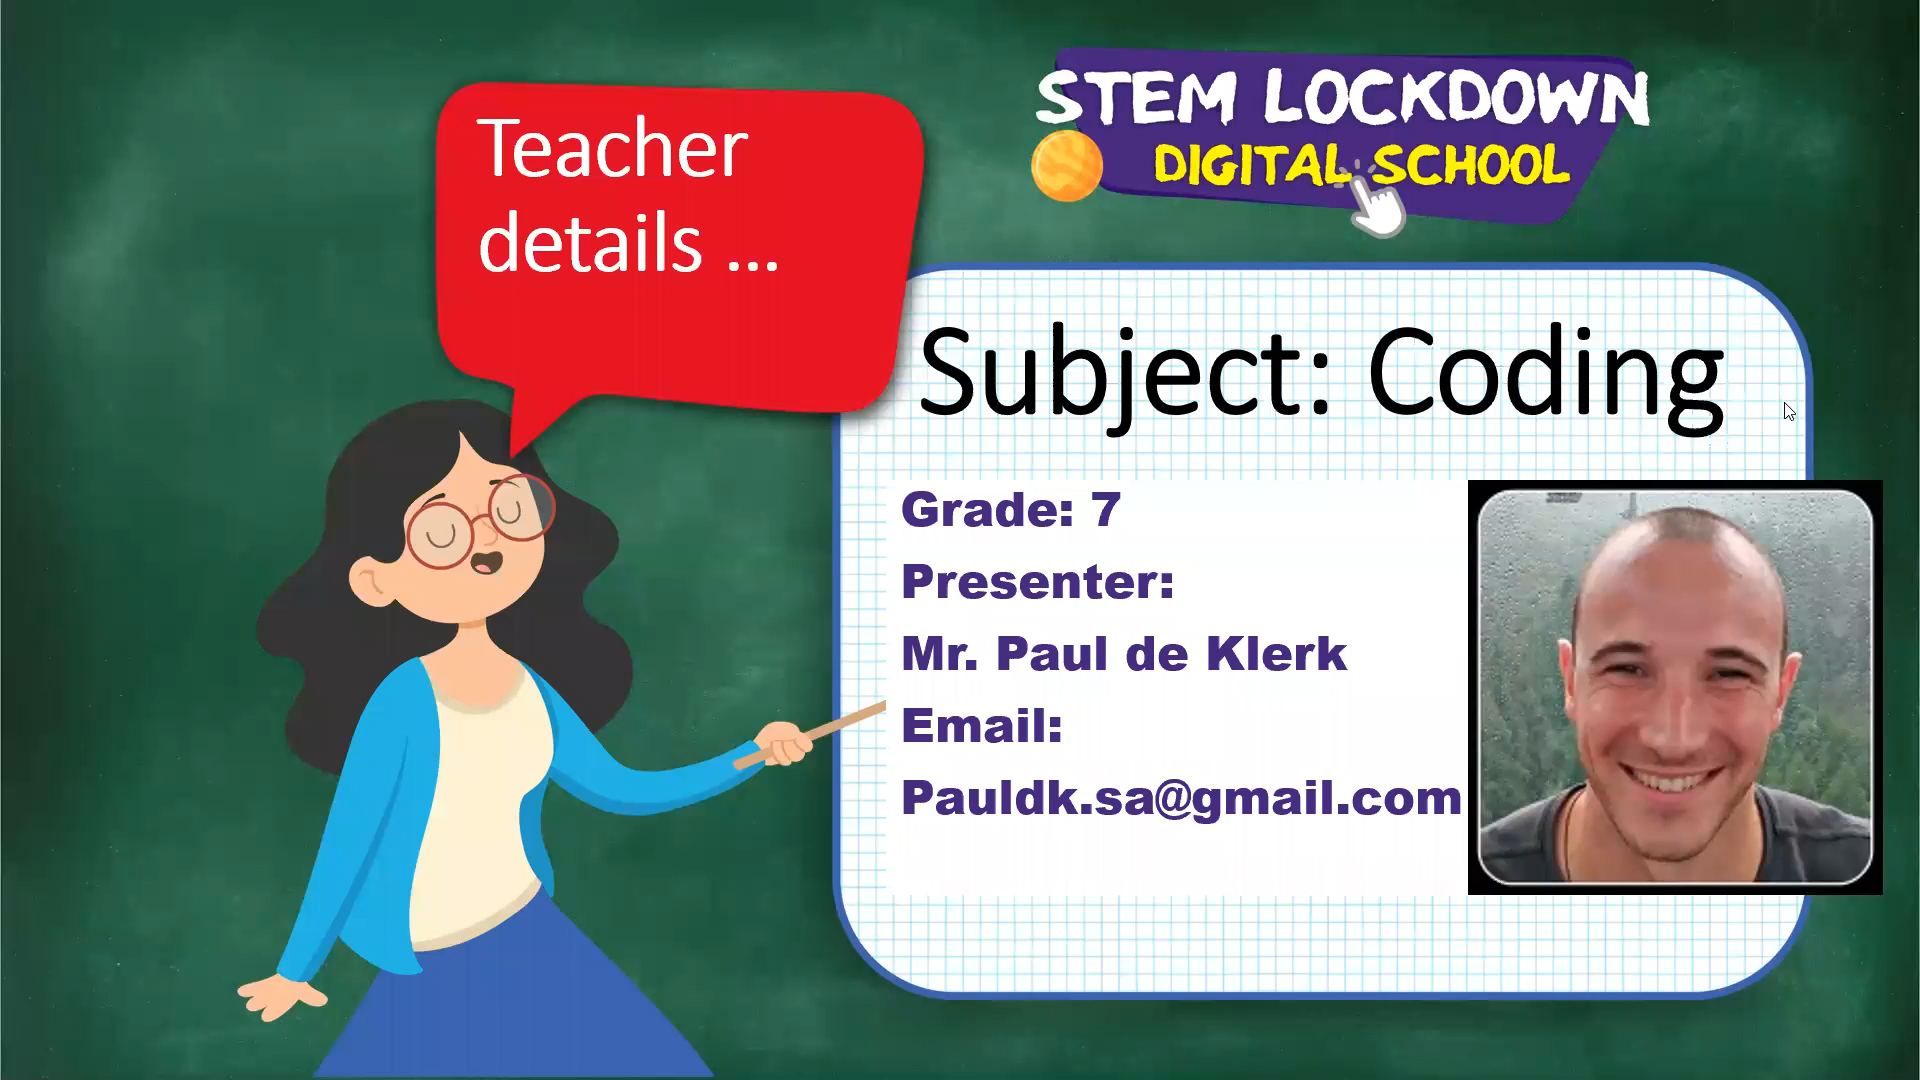 Teacher
details ...
STEM LOCKDOWN
DIGITAL SCHOOL
Subject: Coding
Grade: 7
Presenter:
Mr. Paul de Klerk
Email:
Pauldk.sa@gmail.com